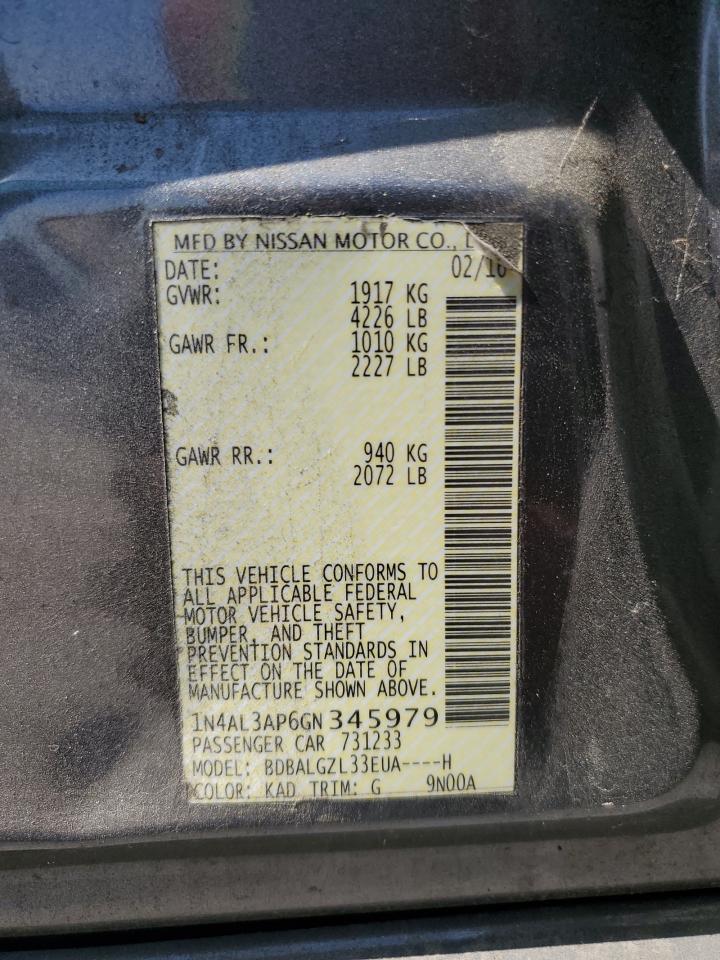 MFD BY NISSAN MOTOR CO., L
DATE: 02/16
GVWR: 1917 KG
4226 LB
GAWR FR.: 1010 KG
2227 LB
GAWR RR.: 940 KG
2072 LB
THIS VEHICLE CONFORMS TO
ALL APPLICABLE FEDERAL
MOTOR VEHICLE SAFETY,
BUMPER, AND THEFT
PREVENTION STANDARDS IN
EFFECT ON THE DATE OF
MANUFACTURE SHOWN ABOVE.
1N4AL3AP6GN345979
PASSENGER CAR 731233
MODEL: BDBALGZL33EUA----H
COLOR: KAD TRIM: G 9N00A